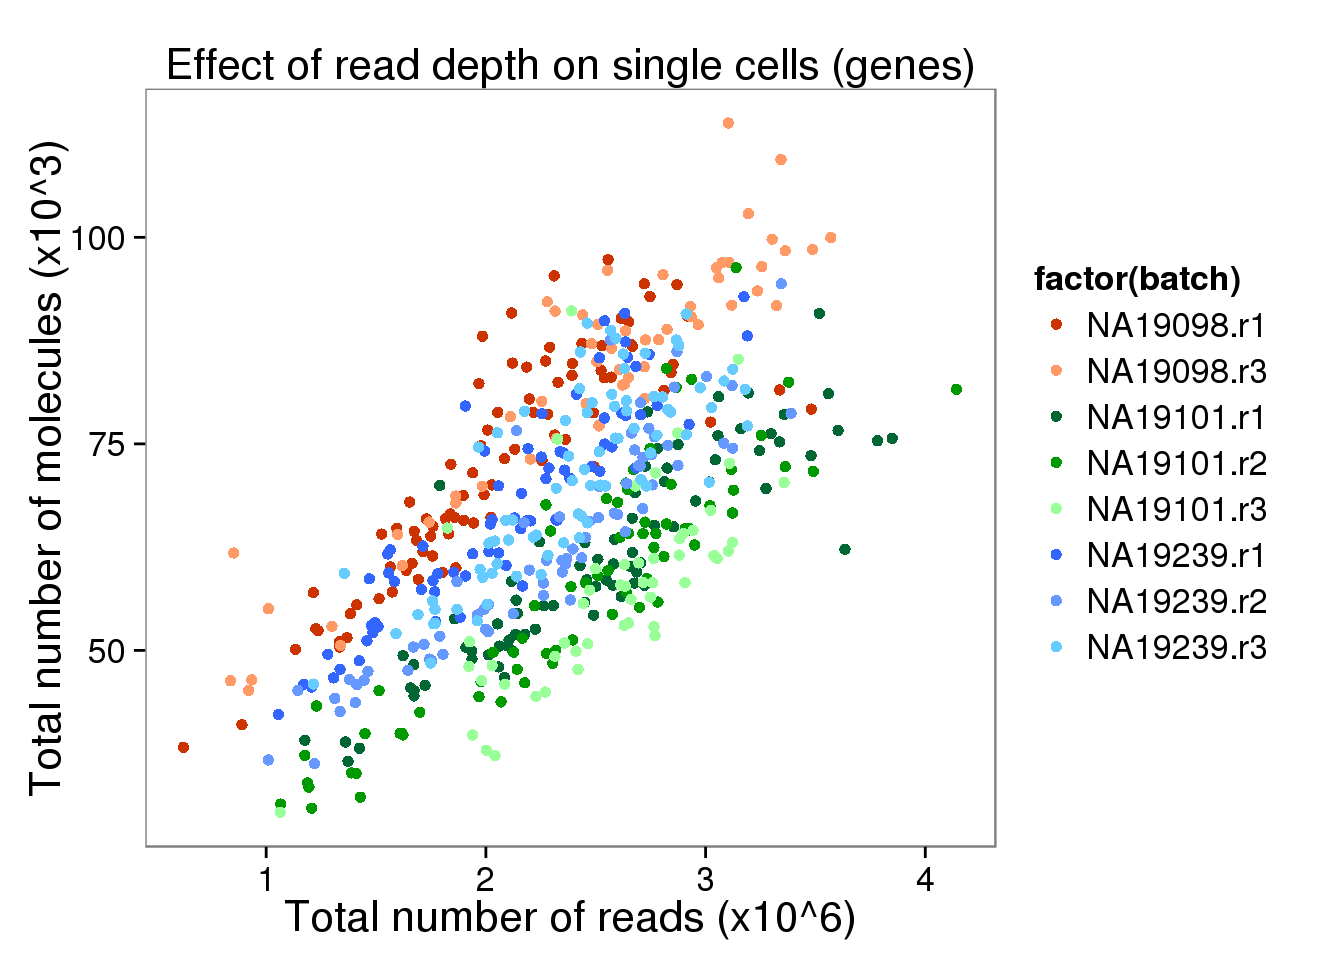 Effect of read depth on single cells (genes)
Total number of molecules (x10^3)
100
75
50
1 2 3 4
Total number of reads (x10^6)
factor(batch)
NA19098.r1
NA19098.r3
NA19101.r1
NA19101.r2
NA19101.r3
NA19239.r1
NA19239.r2
NA19239.r3